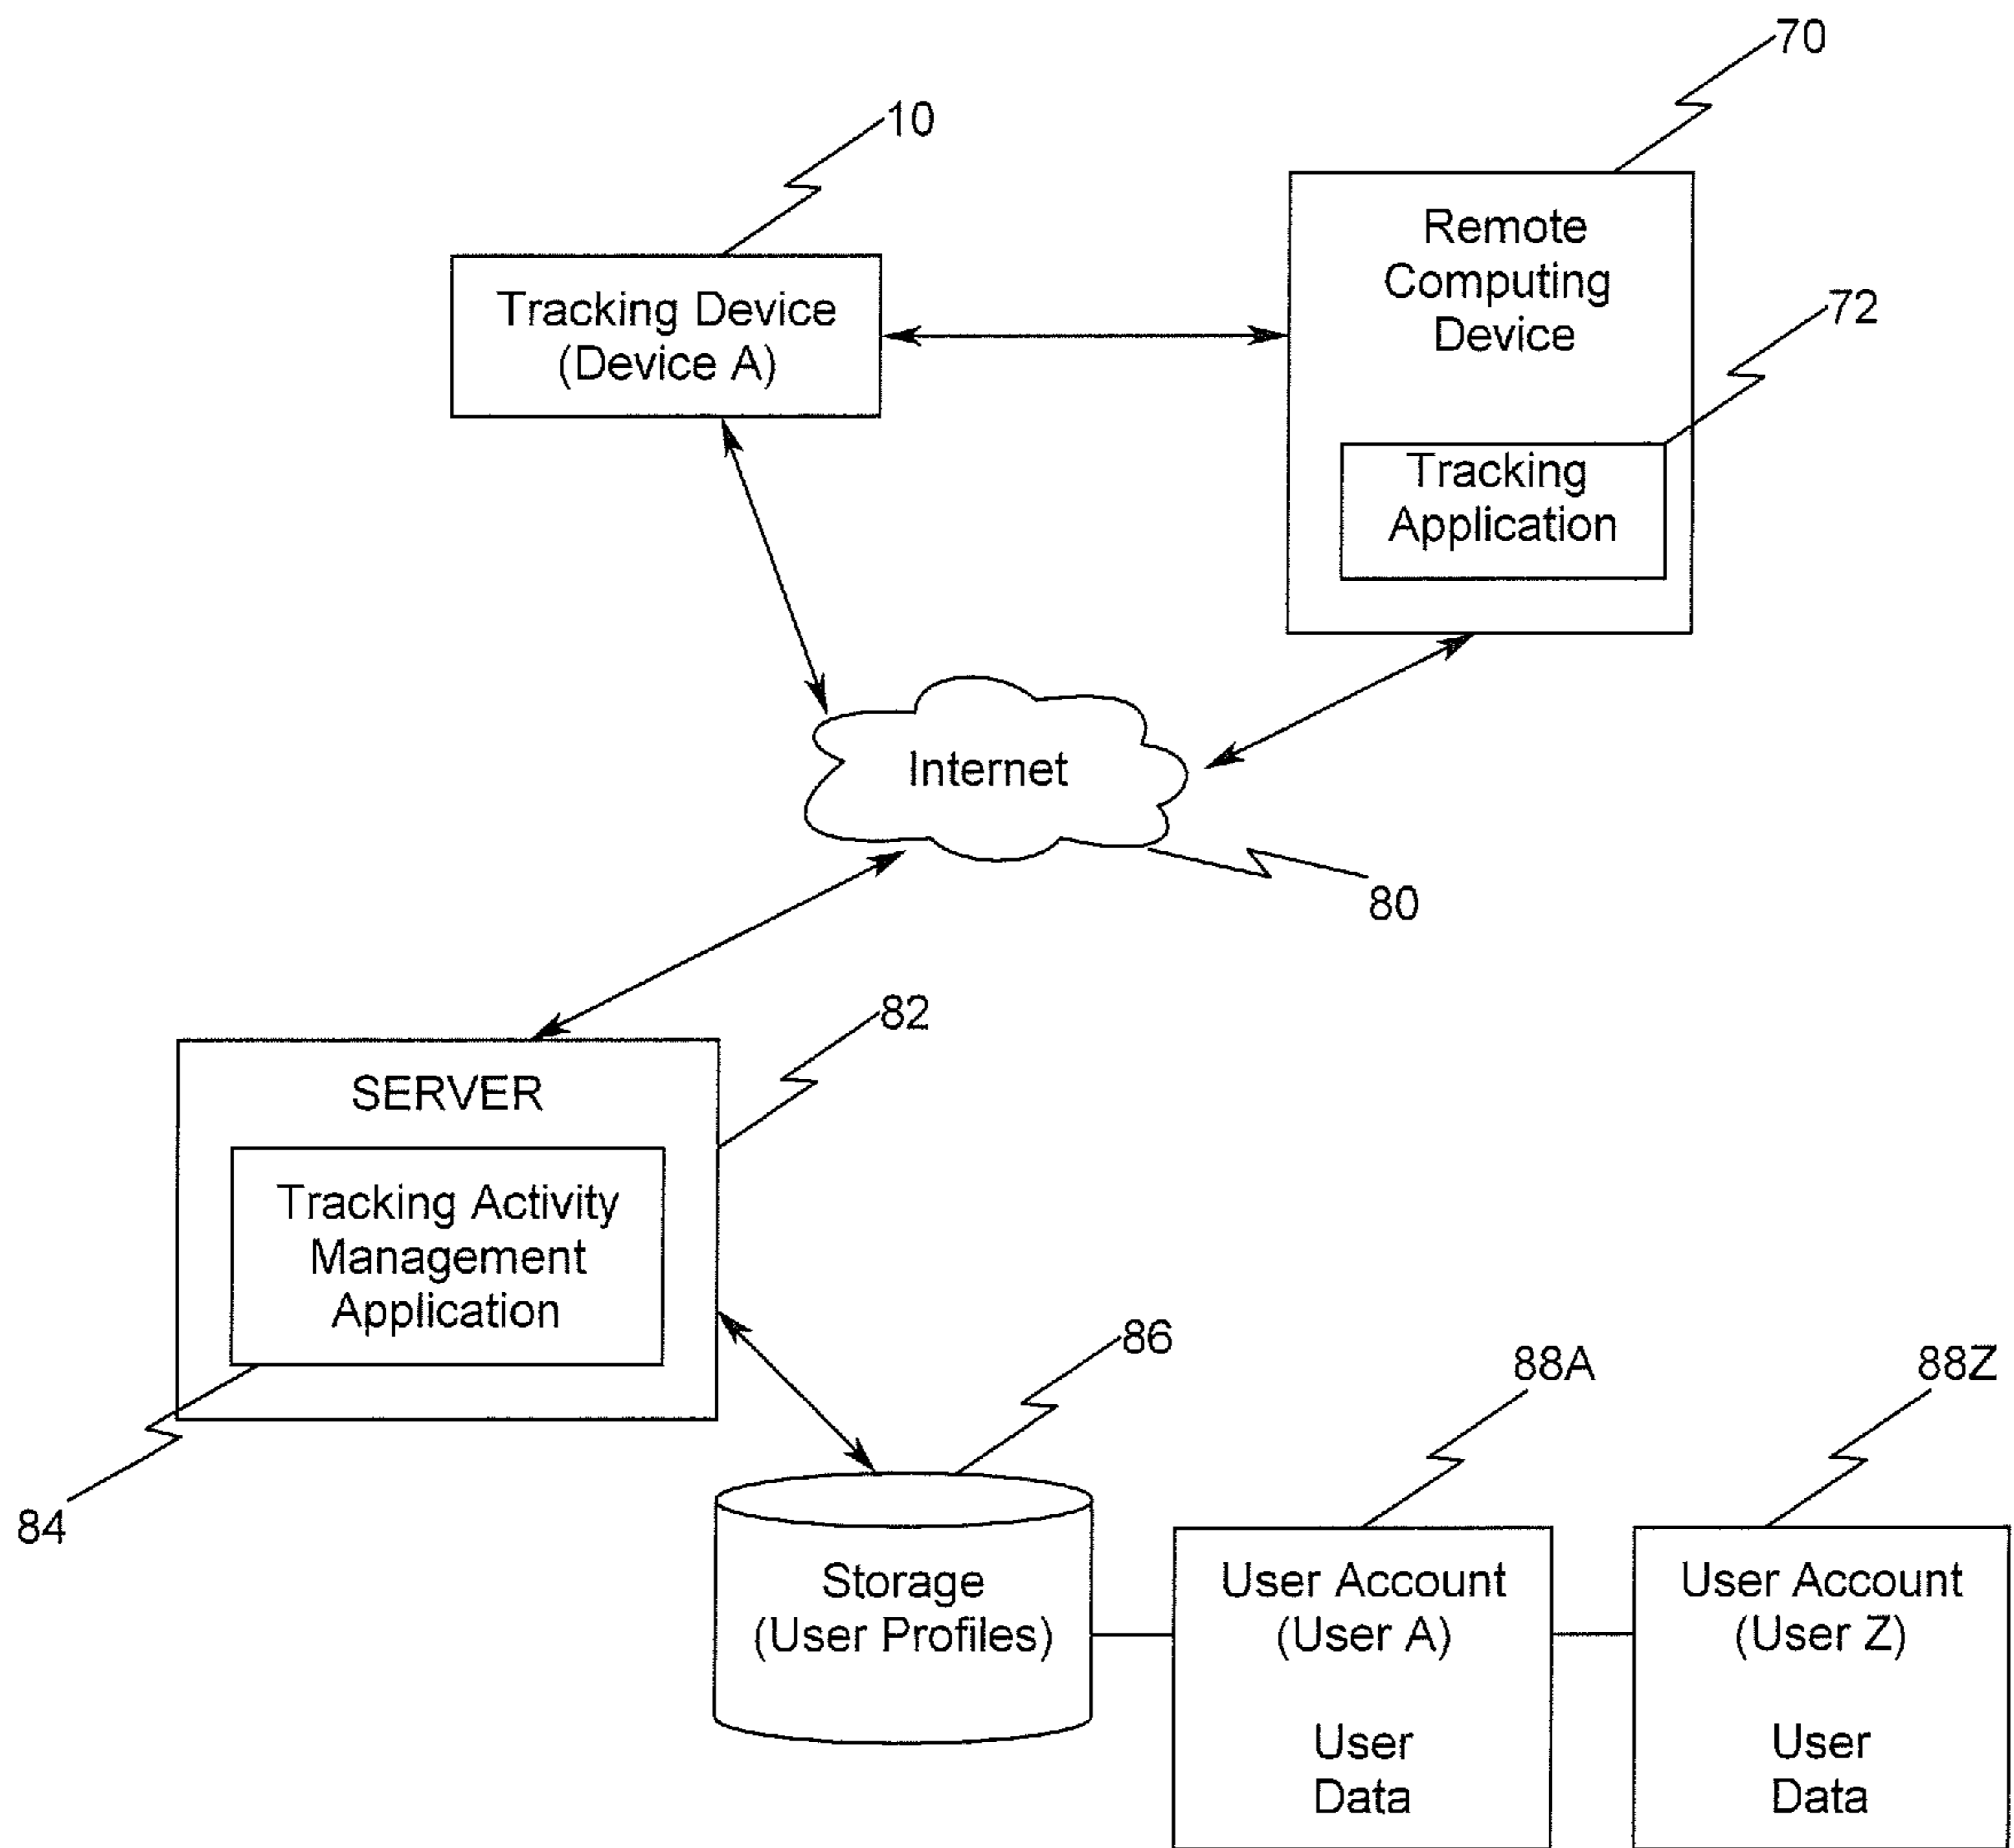 70
10
Remote
Computing
Device
72
Tracking Device
(Device A)
Tracking
Application
Internet
80
82
SERVER
Tracking Activity
Management
Application
86
88A
88Z
84
Storage
(User Profiles)
User Account
(User A)
User
Data
User Account
(User Z)
User
Data